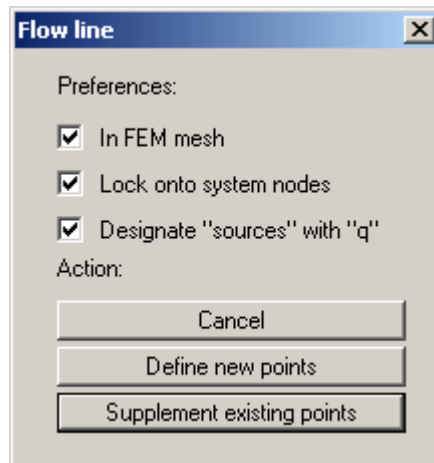 Flow line
Preferences:
In FEM mesh
Lock onto system nodes
Designate "sources" with "q"
Action:
Cancel
Define new points
Supplement existing points